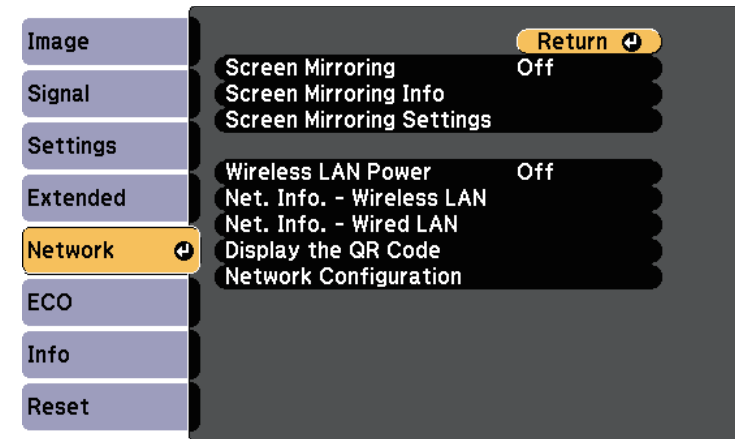 Image
Signal
Settings
Extended
Network
ECO
Info
Reset
Return
Screen Mirroring Off
Screen Mirroring Info
Screen Mirroring Settings
Wireless LAN Power Off
Net. Info. - Wireless LAN
Net. Info. - Wired LAN
Display the QR Code
Network Configuration